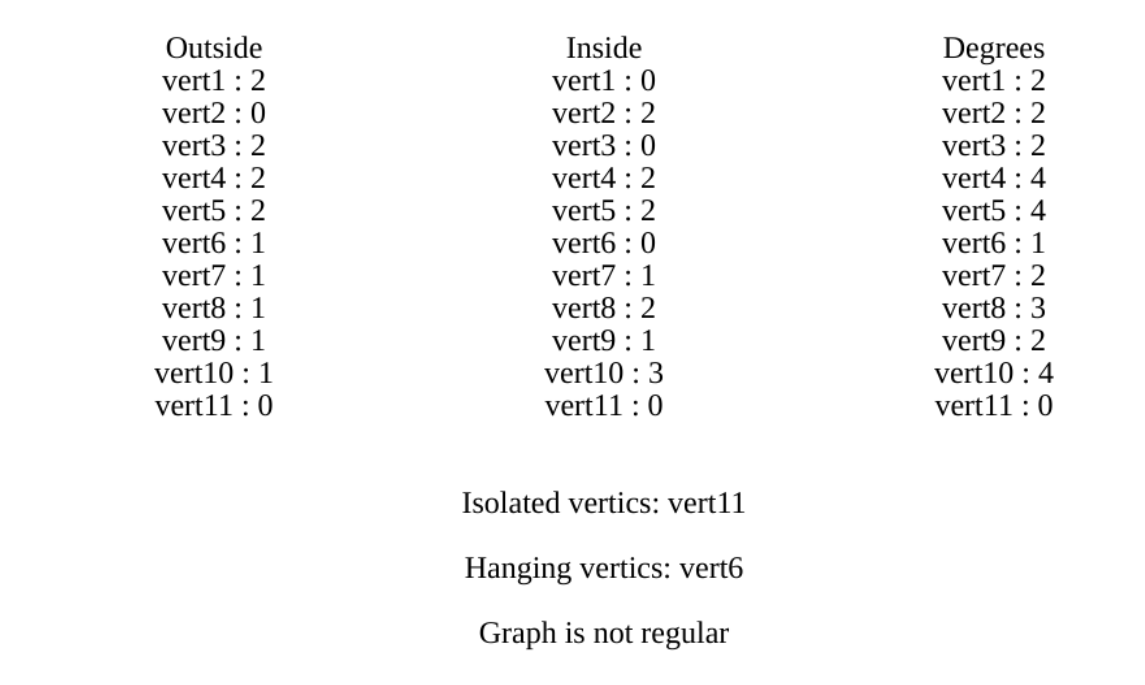 Outside
vert1 : 2
vert2 : 0
vert3 : 2
vert4 : 2
vert5 : 2
vert6 : 1
vert7 : 1
vert8 : 1
vert9 : 1
vert10 : 1
vert11 : 0
Inside
vert1 : 0
vert2 : 2
vert3 : 0
vert4 : 2
vert5 : 2
vert6 : 0
vert7 : 1
vert8 : 2
vert9 : 1
vert10 : 3
vert11 : 0
Degrees
vert1 : 2
vert2 : 2
vert3 : 2
vert4 : 4
vert5 : 4
vert6 : 1
vert7 : 2
vert8 : 3
vert9 : 2
vert10 : 4
vert11 : 0
Isolated vertics: vert11
Hanging vertics: vert6
Graph is not regular